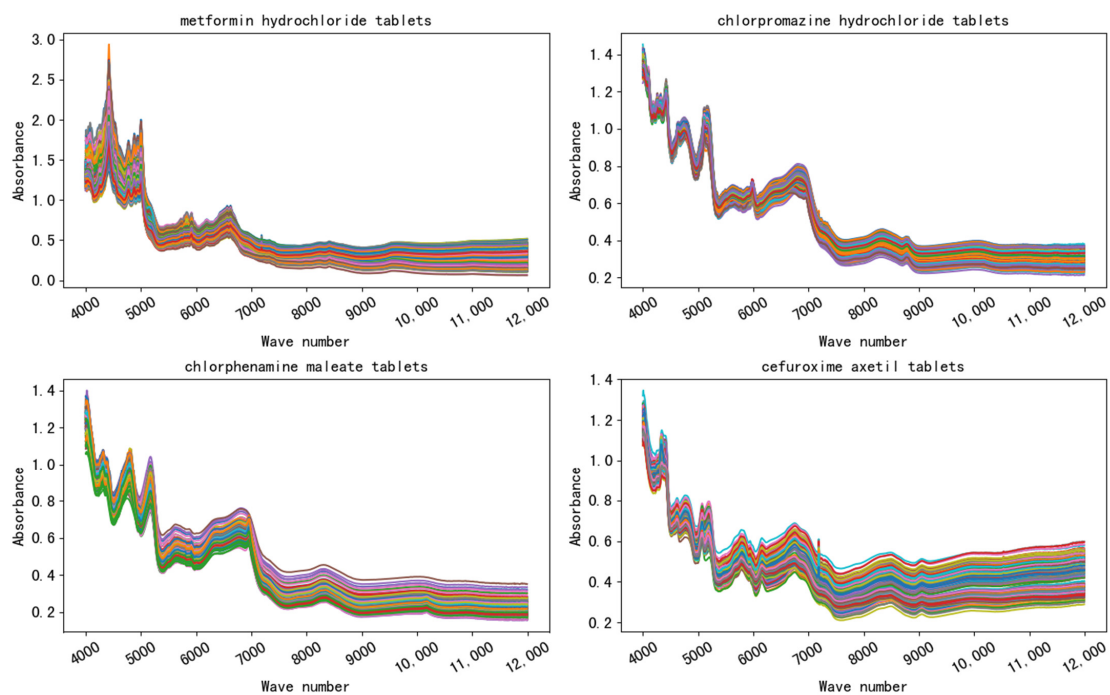 metformin hydrochloride tablets
3.0
2.5
2.0
1.5
1.0
0.5
0.0
Absorbance
4000 5000 6000 7000 8000 9000 10,000 11,000 12,000
Wave number
chlorpromazine hydrochloride tablets
1.4
1.2
1.0
0.8
0.6
0.4
0.2
Absorbance
4000 5000 6000 7000 8000 9000 10,000 11,000 12,000
Wave number
chlorphenamine maleate tablets
1.4
1.2
1.0
0.8
0.6
0.4
0.2
Absorbance
4000 5000 6000 7000 8000 9000 10,000 11,000 12,000
Wave number
cefuroxime axetil tablets
1.4
1.2
1.0
0.8
0.6
0.4
0.2
Absorbance
4000 5000 6000 7000 8000 9000 10,000 11,000 12,000
Wave number